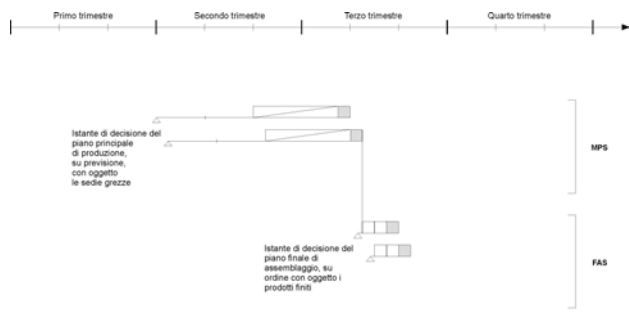 Primo trimestre
Secondo trimestre
Terzo trimestre
Quarto trimestre
Istante di decisione del
piano principale
di produzione,
su previsione,
con oggetto
le sedie grezze
MPS
Istante di decisione del
piano finale di
assemblaggio, su
ordine con oggetto i
prodotti finiti
FAS